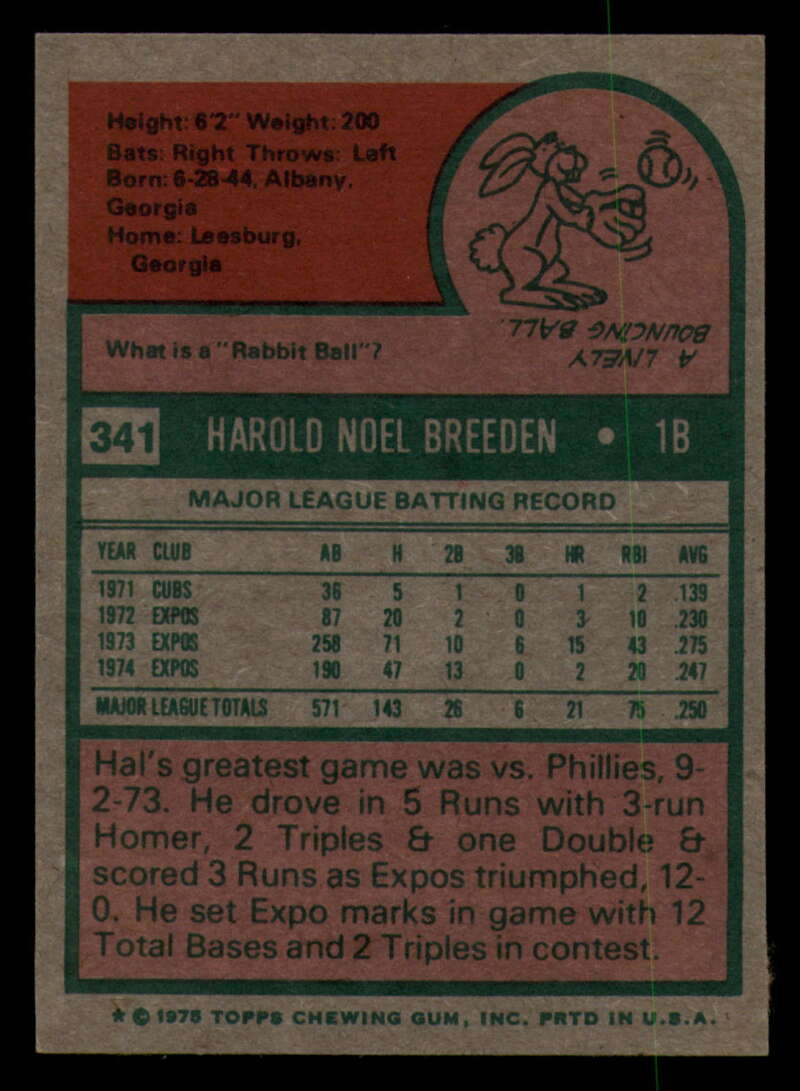 Height: 6'2" Weight: 200
Bats: Right Throws: Left
Born: 6-28-44, Albany,
Georgia
Home: Leesburg,
Georgia
What is a "Rabbit Ball"?
A LIVELY
BOUNCING BALL.
341 HAROLD NOEL BREEDEN • 1B
MAJOR LEAGUE BATTING RECORD
YEAR CLUB AB H 2B 3B HR RBI AVG
1971 CUBS 36 5 1 0 1 2 .139
1972 EXPOS 87 20 2 0 3 10 .230
1973 EXPOS 258 71 10 6 15 43 .275
1974 EXPOS 190 47 13 0 2 20 .247
MAJOR LEAGUE TOTALS 571 143 26 6 21 75 .250
Hal's greatest game was vs. Phillies, 9-
2-73. He drove in 5 Runs with 3-run
Homer, 2 Triples & one Double &
scored 3 Runs as Expos triumphed, 12-
0. He set Expo marks in game with 12
Total Bases and 2 Triples in contest.
* © 1975 TOPPS CHEWING GUM, INC. PRTD IN U.S.A.